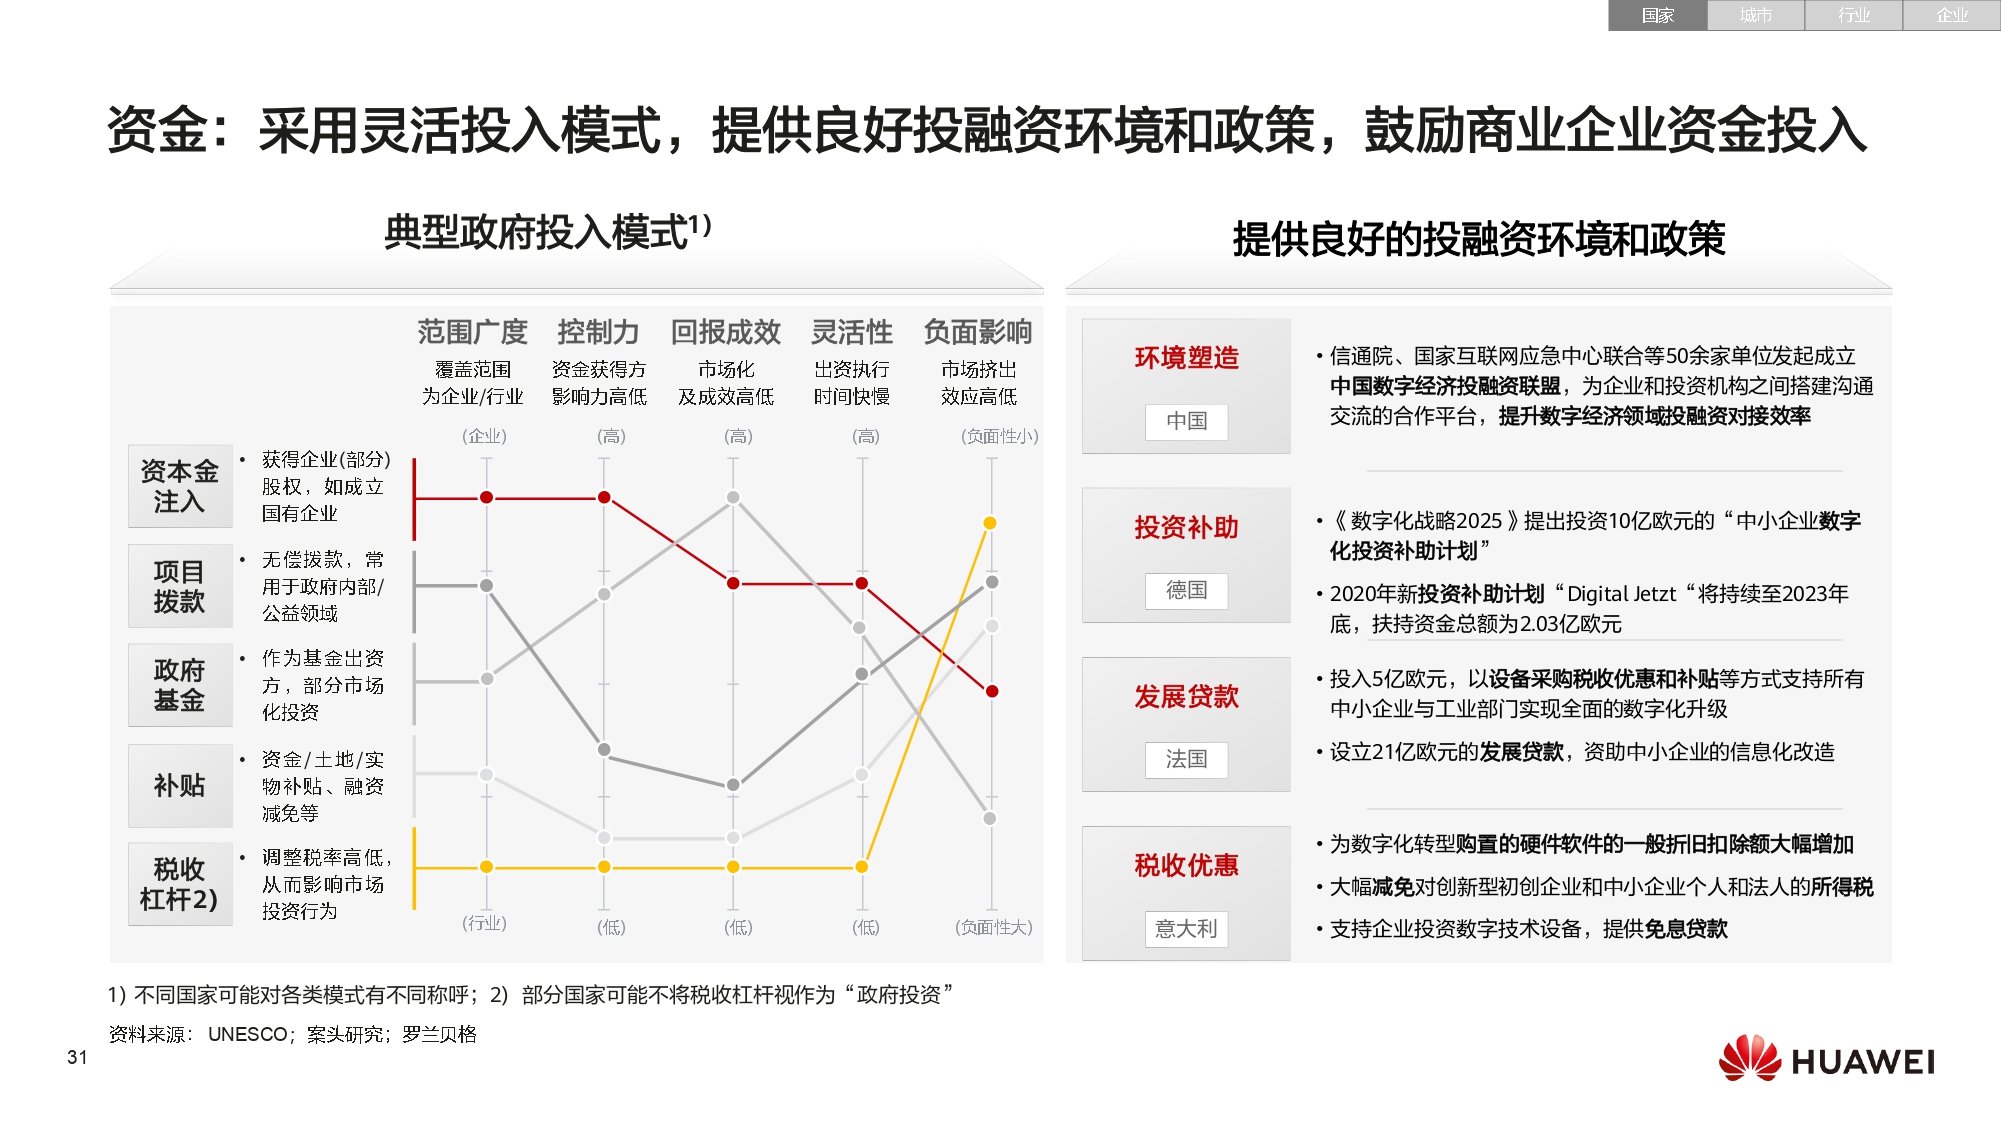 国家 城市 行业 企业
资金：采用灵活投入模式，提供良好投融资环境和政策，鼓励商业企业资金投入
典型政府投入模式1）
范围广度 控制力 回报成效 灵活性 负面影响
覆盖范围 资金获得方 市场化 出资执行 市场挤出
为企业/行业 影响力高低 及成效高低 时间快慢 效应高低
(企业) (高) (高) (高) (负面性小)
资本金
注入
• 获得企业(部分)
股权，如成立
国有企业
项目
拨款
• 无偿拨款，常
用于政府内部/
公益领域
政府
基金
• 作为基金出资
方，部分市场
化投资
补贴
• 资金/土地/实
物补贴、融资
减免等
税收
杠杆2)
• 调整税率高低，
从而影响市场
投资行为
(行业) (低) (低) (低) (负面性大)
提供良好的投融资环境和政策
环境塑造
中国
• 信通院、国家互联网应急中心联合等50余家单位发起成立
中国数字经济投融资联盟，为企业和投资机构之间搭建沟通
交流的合作平台，提升数字经济领域投融资对接效率
投资补助
德国
• 《数字化战略2025》提出投资10亿欧元的“中小企业数字
化投资补助计划”
• 2020年新投资补助计划“Digital Jetzt“将持续至2023年
底，扶持资金总额为2.03亿欧元
发展贷款
法国
• 投入5亿欧元，以设备采购税收优惠和补贴等方式支持所有
中小企业与工业部门实现全面的数字化升级
• 设立21亿欧元的发展贷款，资助中小企业的信息化改造
税收优惠
意大利
• 为数字化转型购置的硬件软件的一般折旧扣除额大幅增加
• 大幅减免对创新型初创企业和中小企业个人和法人的所得税
• 支持企业投资数字技术设备，提供免息贷款
1) 不同国家可能对各类模式有不同称呼；2) 部分国家可能不将税收杠杆视作为“政府投资”
资料来源： UNESCO；案头研究；罗兰贝格
31
HUAWEI